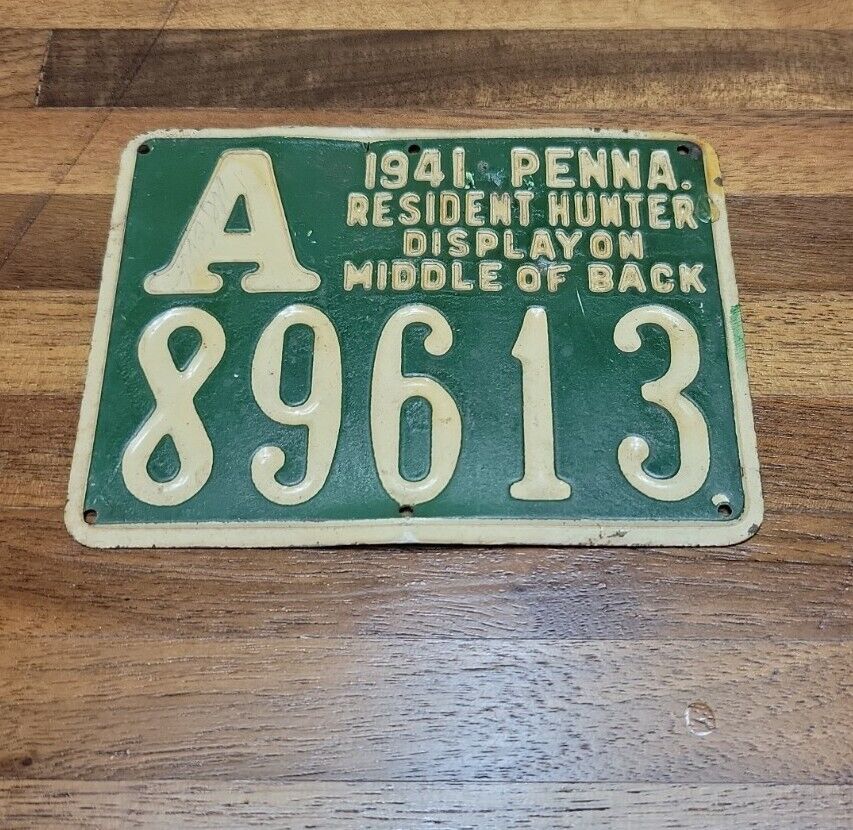 A
1941. PENNA.
RESIDENT HUNTER
DISPLAY ON
MIDDLE OF BACK
89613